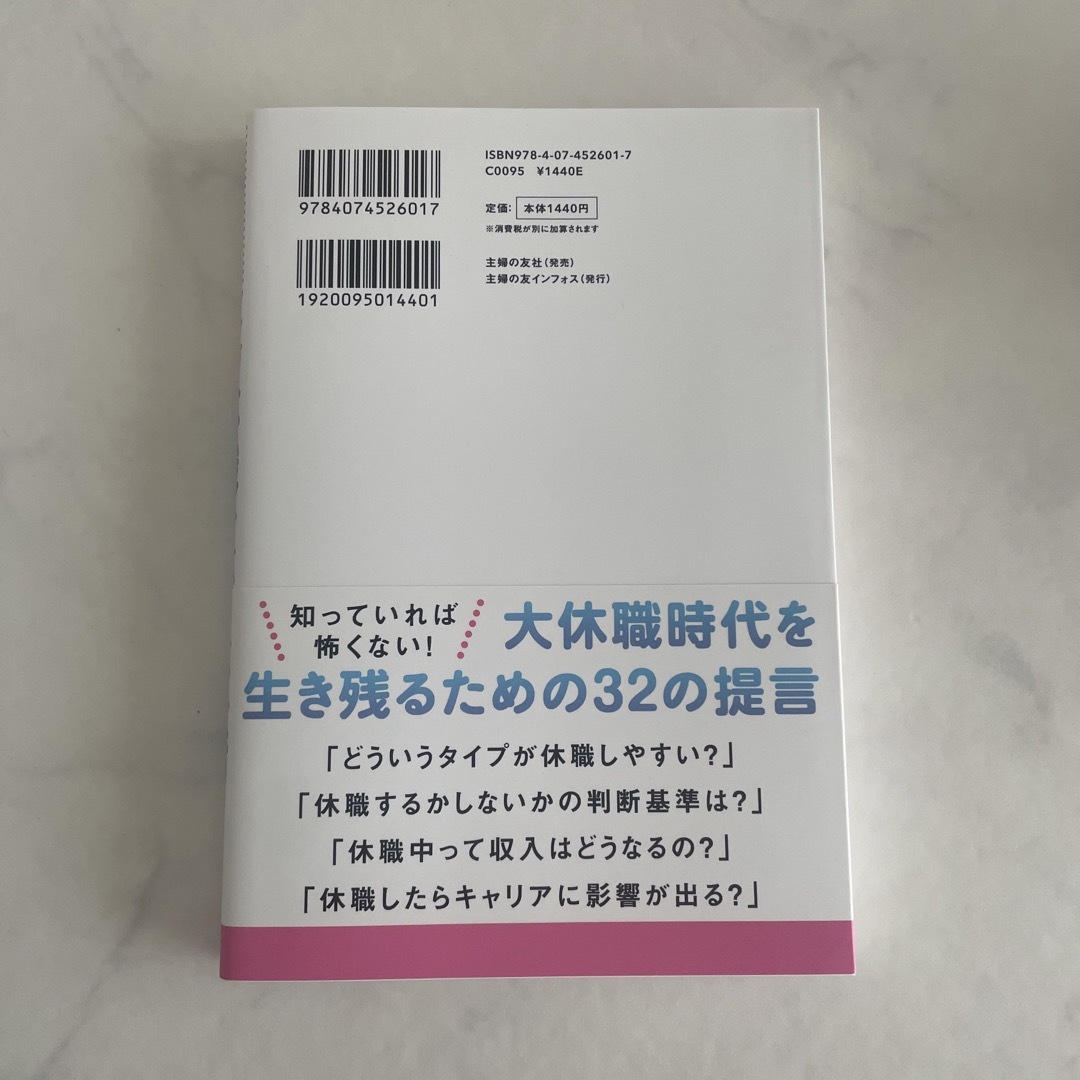 9784074526017
1920095014401
ISBN978-4-07-452601-7
C0095 ¥1440E
定価：本体1440円
※消費税が別に加算されます
主婦の友社（発売）
主婦の友インフォス（発行）
知っていれば
怖くない！
大休職時代を
生き残るための32の提言
「どういうタイプが休職しやすい？」
「休職するかしないかの判断基準は？」
「休職中って収入はどうなるの？」
「休職したらキャリアに影響が出る？」